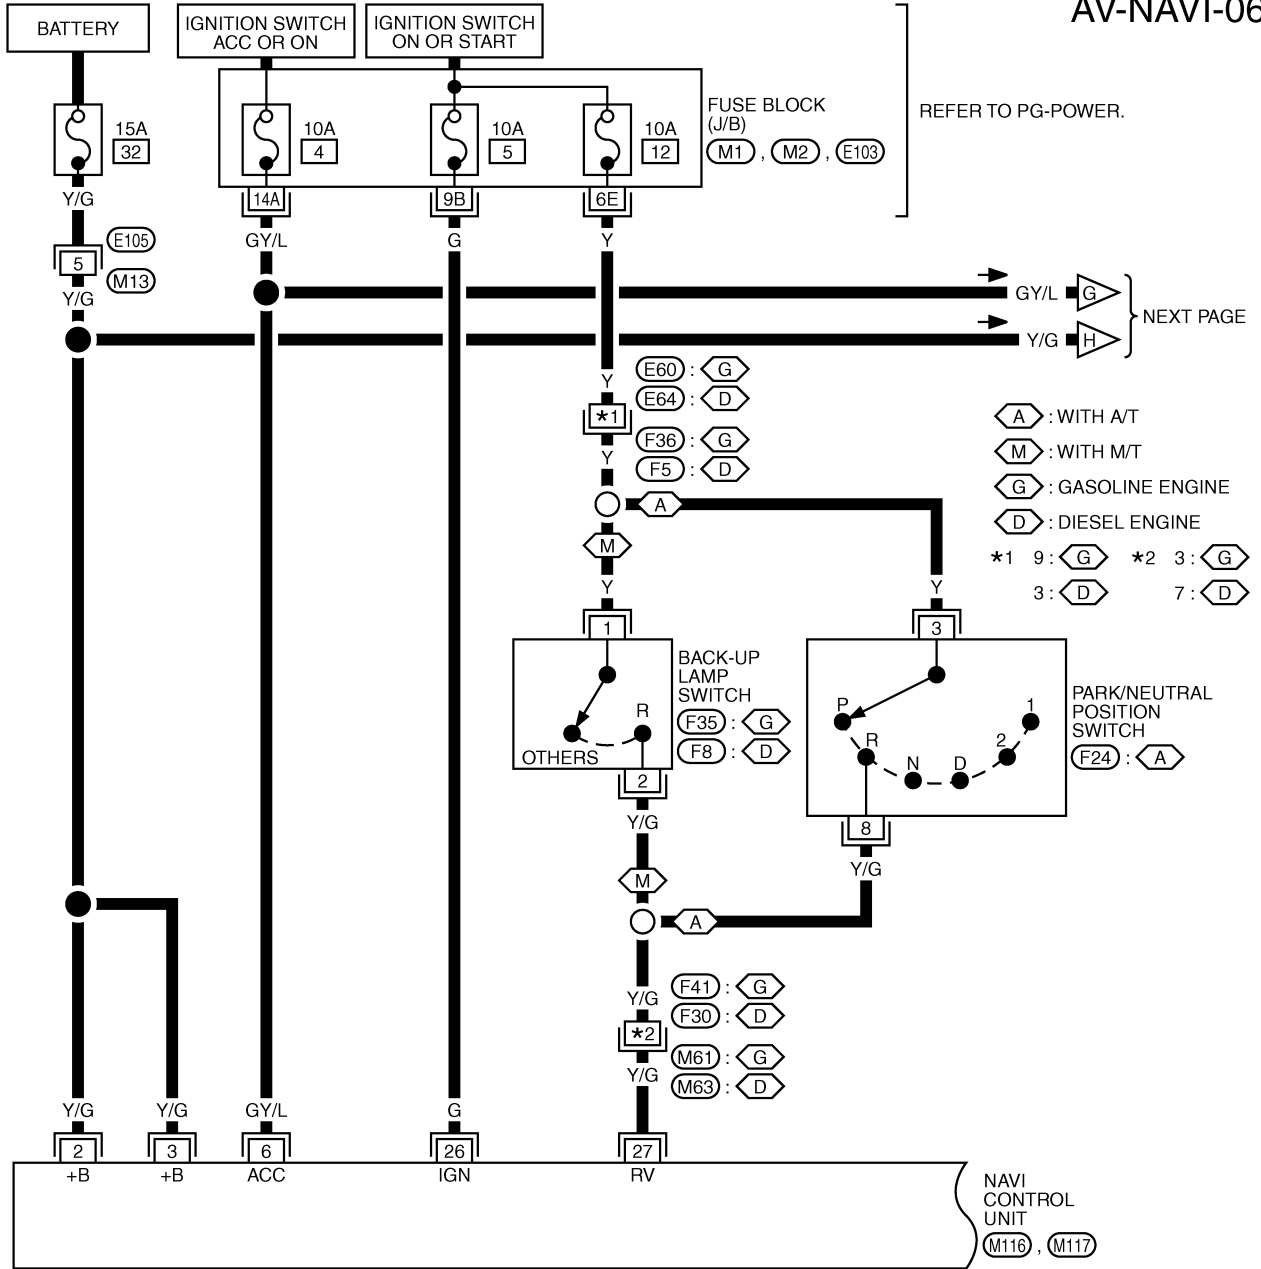 AV-NAVI-06
BATTERY
IGNITION SWITCH
ACC OR ON
IGNITION SWITCH
ON OR START
15A
32
10A
4
10A
5
10A
12
FUSE BLOCK
(J/B)
M1 , M2 , E103
REFER TO PG-POWER.
Y/G
14A
9B
6E
GY/L
G
Y
E105
5
M13
Y/G
GY/L
G
Y/G
H
NEXT PAGE
Y
E60 : G
E64 : D
*1
F36 : G
F5 : D
Y
A
M
Y
Y
A : WITH A/T
M : WITH M/T
G : GASOLINE ENGINE
D : DIESEL ENGINE
*1 9 : G *2 3 : G
3 : D 7 : D
1
3
BACK-UP
LAMP
SWITCH
F35 : G
F8 : D
R
OTHERS
2
P
R
N
D
2
1
PARK/NEUTRAL
POSITION
SWITCH
F24 : A
8
Y/G
Y/G
M
A
F41 : G
F30 : D
Y/G
*2
M61 : G
M63 : D
Y/G
Y/G
Y/G
GY/L
G
2
3
6
26
27
+B
+B
ACC
IGN
RV
NAVI
CONTROL
UNIT
M116 , M117